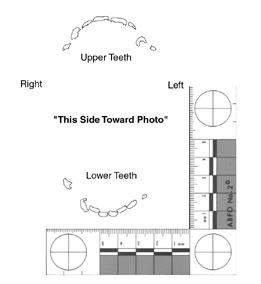 Upper Teeth
Right
Left
"This Side Toward Photo"
Lower Teeth
ABFO No. 2®